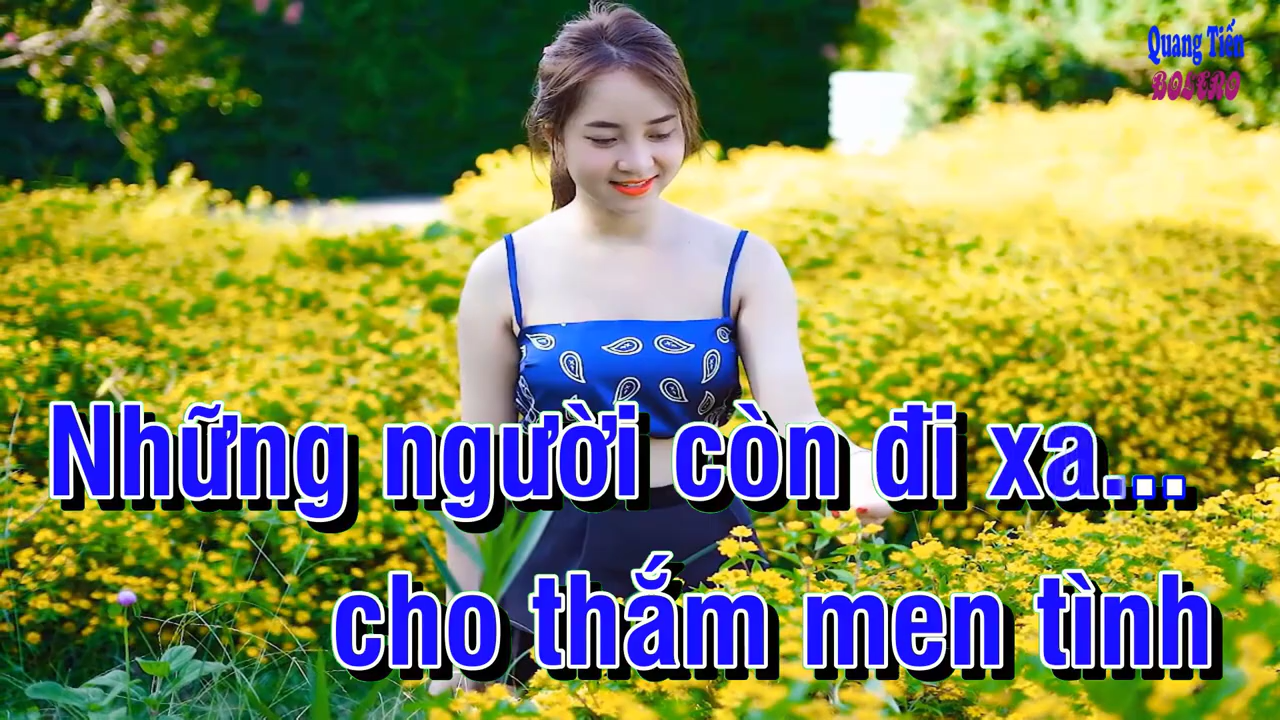 Quang Tiến
BOLERO
Những người còn đi xa...
cho thắm men tình